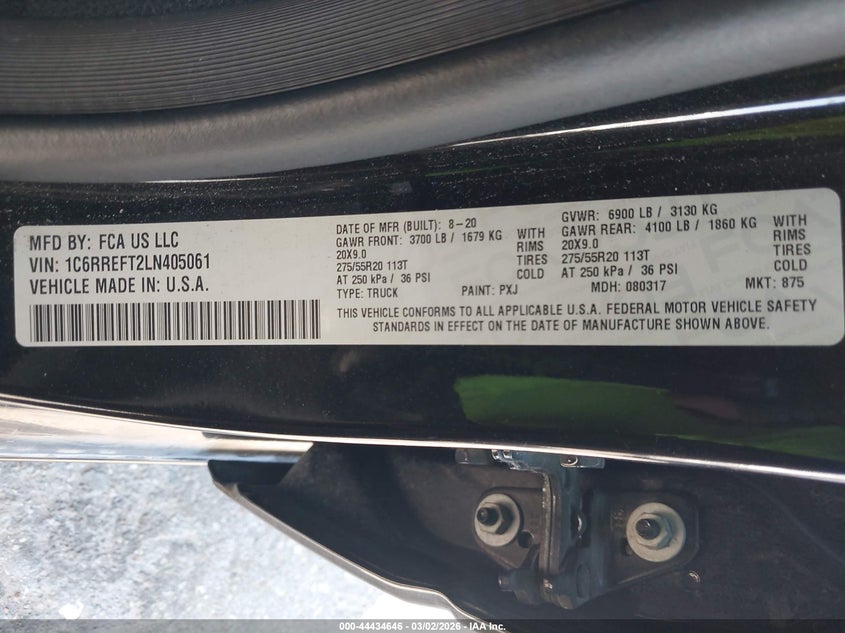 MFD BY: FCA US LLC
VIN: 1C6RREFT2LN405061
VEHICLE MADE IN: U.S.A.
DATE OF MFR (BUILT): 8-20
GAWR FRONT: 3700 LB / 1679 KG WITH
20X9.0 RIMS
275/55R20 113T TIRES
AT 250 kPa / 36 PSI COLD
TYPE: TRUCK PAINT: PXJ
GVWR: 6900 LB / 3130 KG
GAWR REAR: 4100 LB / 1860 KG WITH
20X9.0 RIMS
275/55R20 113T TIRES
AT 250 kPa / 36 PSI COLD
MDH: 080317 MKT: 875
THIS VEHICLE CONFORMS TO ALL APPLICABLE U.S.A. FEDERAL MOTOR VEHICLE SAFETY
STANDARDS IN EFFECT ON THE DATE OF MANUFACTURE SHOWN ABOVE.
000-44434646 - 03/02/2026 - IAA Inc.